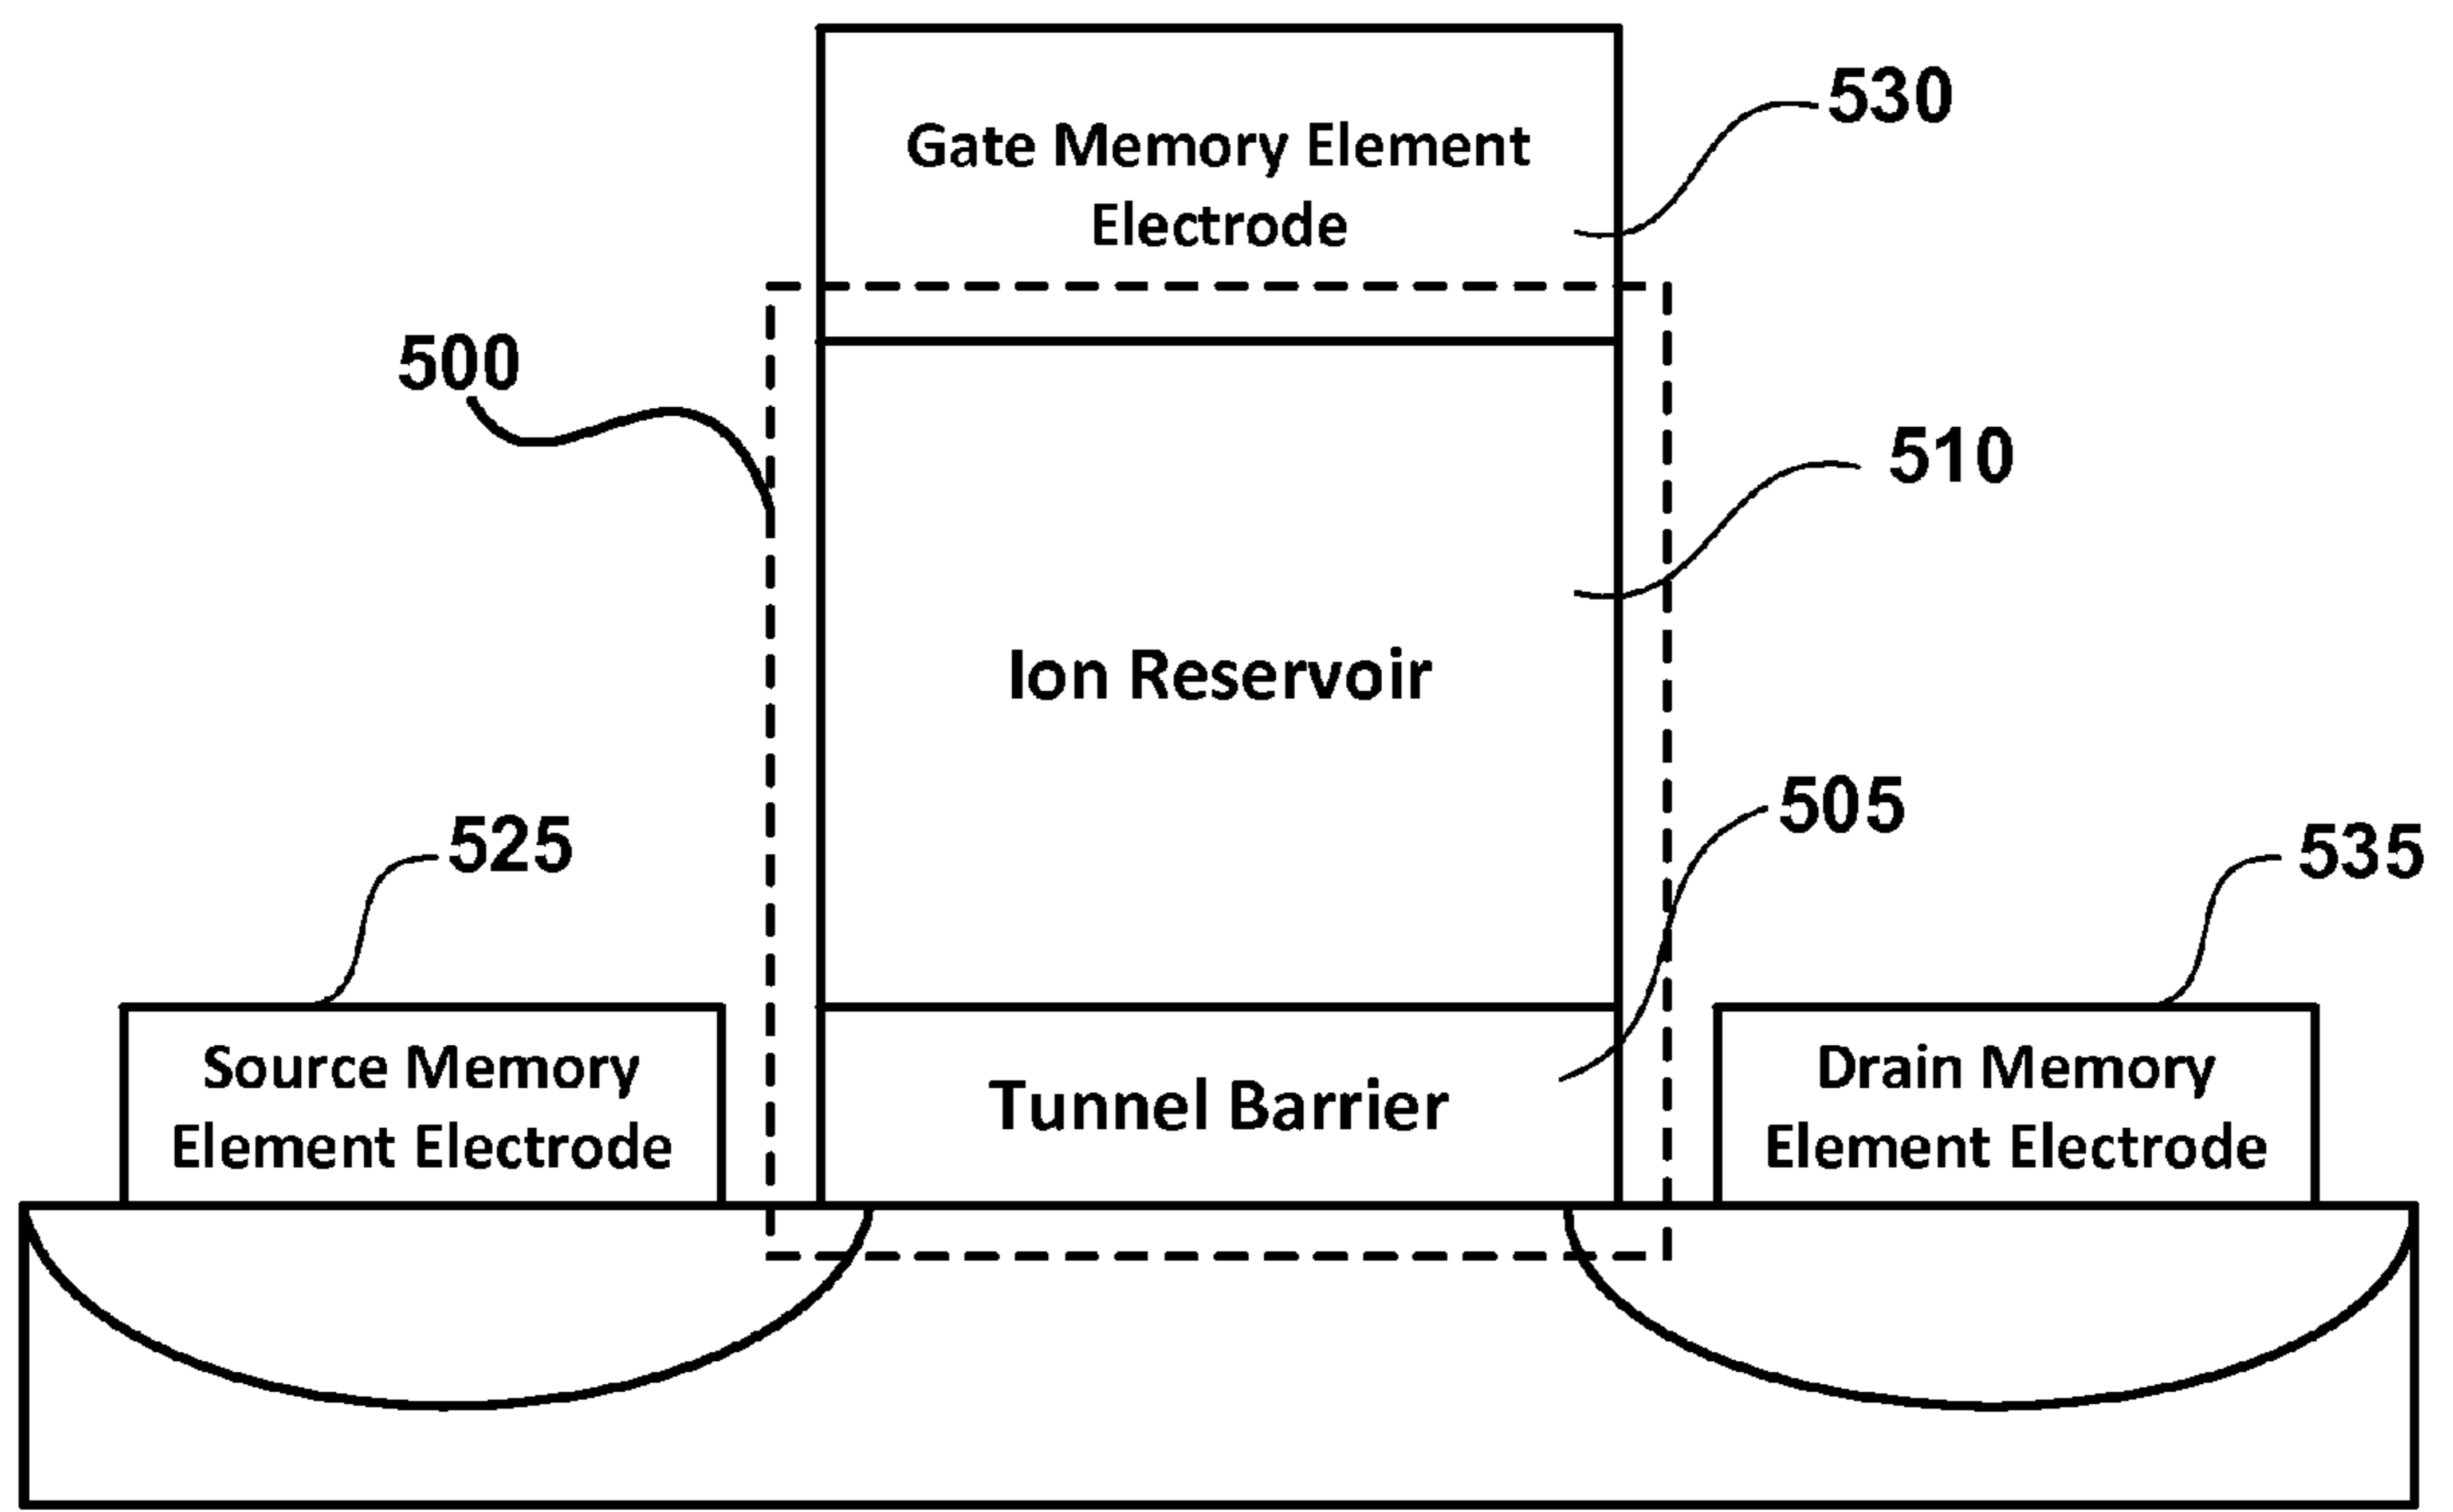 530
Gate Memory Element
Electrode
500
510
Ion Reservoir
505
525
535
Source Memory
Element Electrode
Tunnel Barrier
Drain Memory
Element Electrode